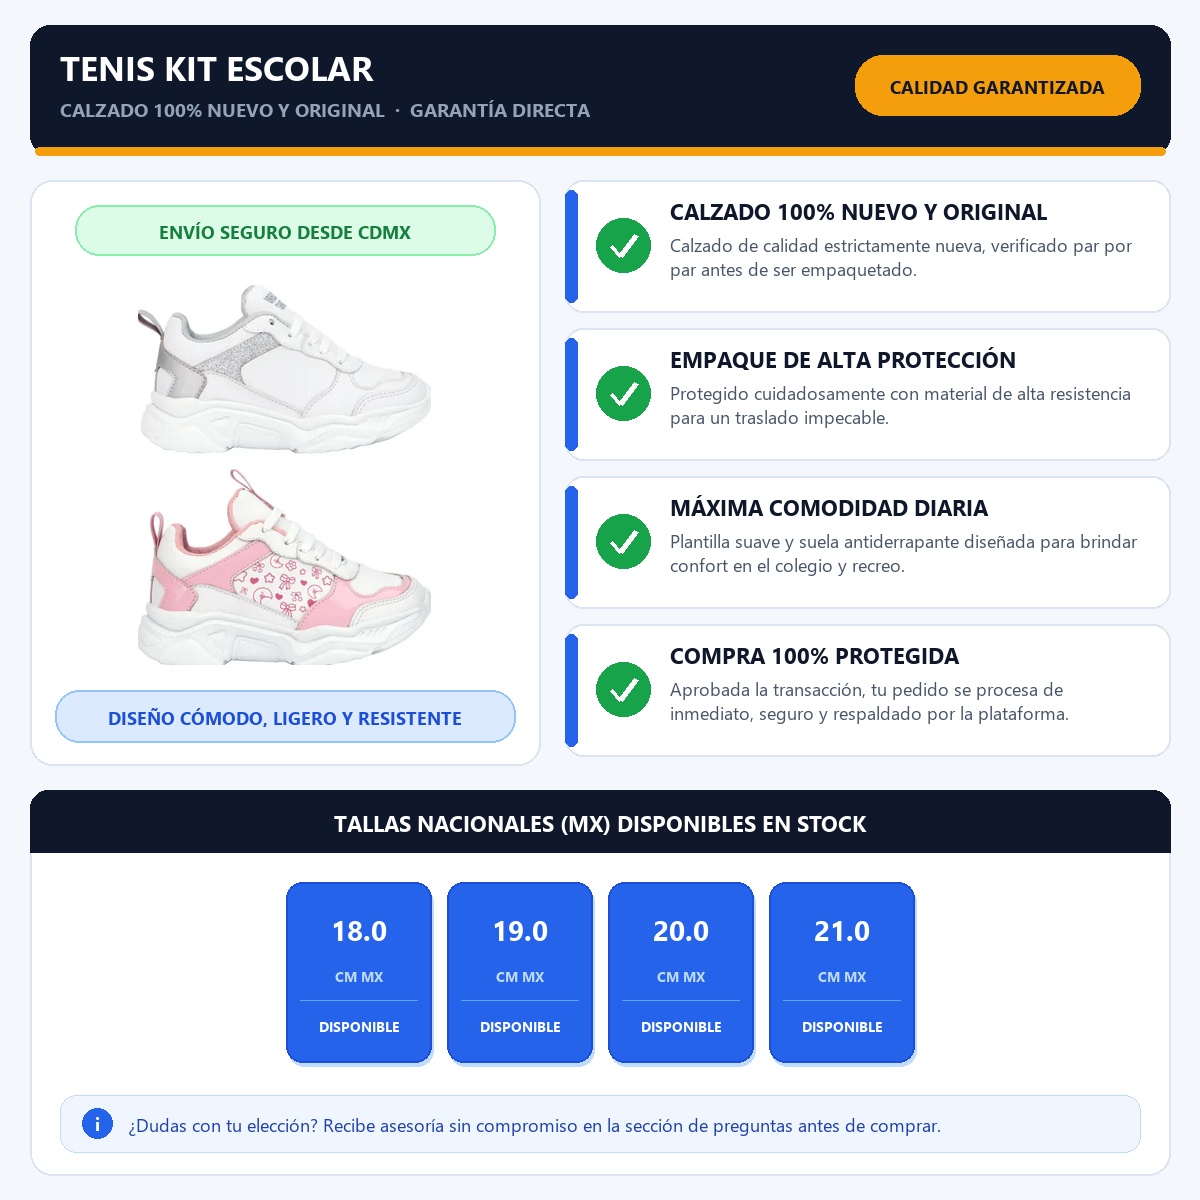 TENIS KIT ESCOLAR
CALZADO 100% NUEVO Y ORIGINAL · GARANTÍA DIRECTA
CALIDAD GARANTIZADA
ENVÍO SEGURO DESDE CDMX
DISEÑO CÓMODO, LIGERO Y RESISTENTE
CALZADO 100% NUEVO Y ORIGINAL
Calzado de calidad estrictamente nueva, verificado par por
par antes de ser empaquetado.
EMPAQUE DE ALTA PROTECCIÓN
Protegido cuidadosamente con material de alta resistencia
para un traslado impecable.
MÁXIMA COMODIDAD DIARIA
Plantilla suave y suela antiderrapante diseñada para brindar
confort en el colegio y recreo.
COMPRA 100% PROTEGIDA
Aprobada la transacción, tu pedido se procesa de
inmediato, seguro y respaldado por la plataforma.
TALLAS NACIONALES (MX) DISPONIBLES EN STOCK
18.0
CM MX
DISPONIBLE
19.0
CM MX
DISPONIBLE
20.0
CM MX
DISPONIBLE
21.0
CM MX
DISPONIBLE
¿Dudas con tu elección? Recibe asesoría sin compromiso en la sección de preguntas antes de comprar.